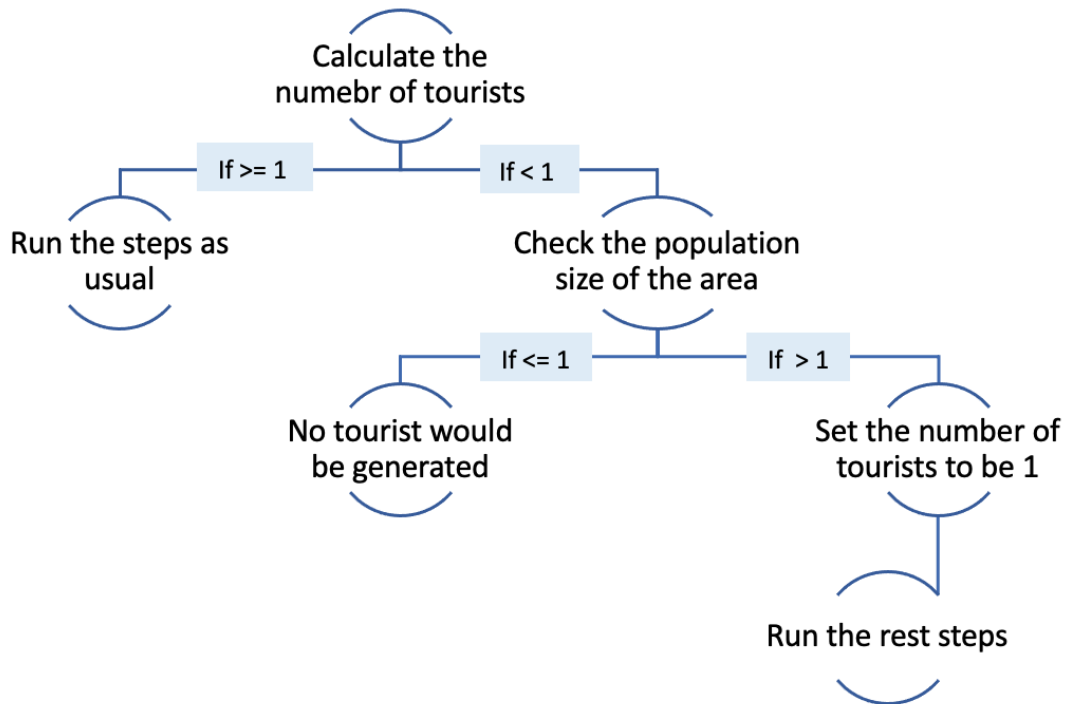 Calculate the
numebr of tourists
If >= 1
If < 1
Run the steps as
usual
Check the population
size of the area
If <= 1
If > 1
No tourist would
be generated
Set the number of
tourists to be 1
Run the rest steps